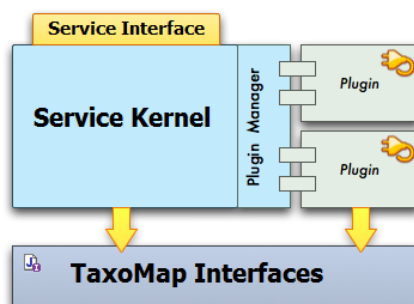 Service Interface
Service Kernel
Plugin Manager
Plugin
Plugin
TaxoMap Interfaces